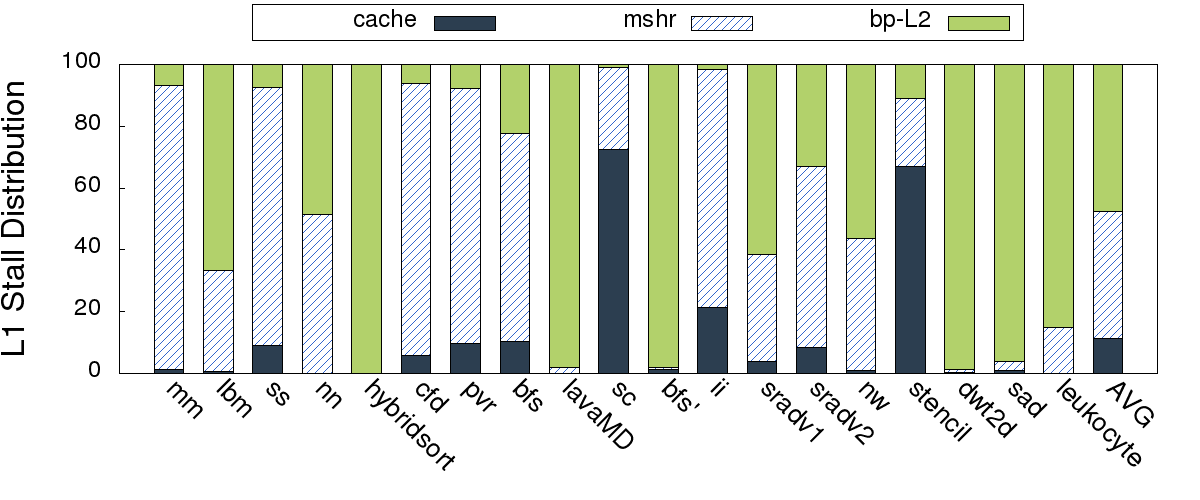 cache mshr bp-L2
L1 Stall Distribution
100
80
60
40
20
0
mm lbm ss nn hybridsort cfd pvr bfs lavaMD sc bfs' ii sradv1 sradv2 nw stencil dwt2d sad leukocyte AVG